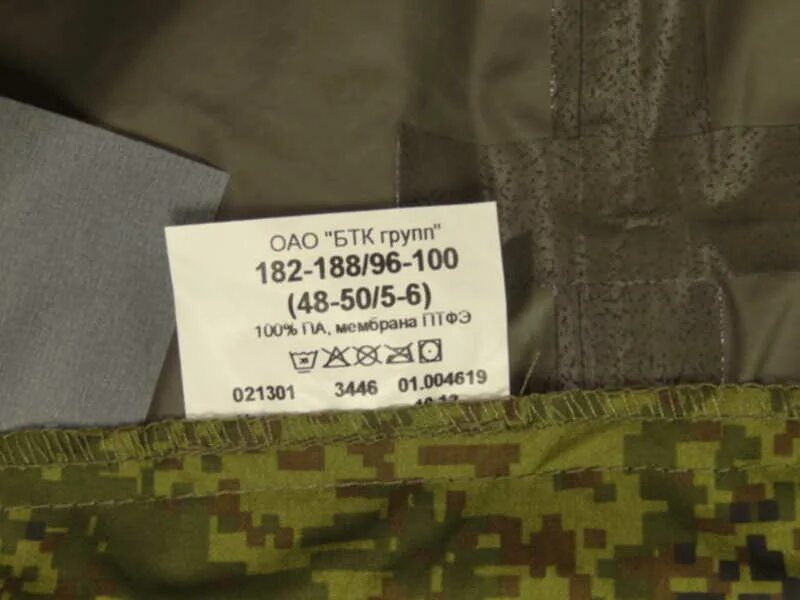 ОАО "БТК групп"
182-188/96-100
(48-50/5-6)
100% ПА, мембрана ПТФЭ
021301 3446 01.004619